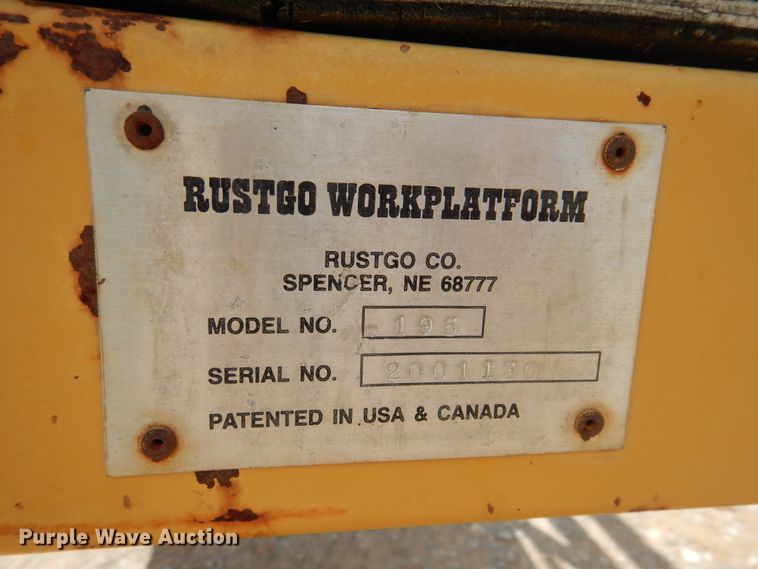 RUSTGO WORKPLATFORM
RUSTGO CO.
SPENCER, NE 68777
MODEL NO. 195
SERIAL NO. 2001130
PATENTED IN USA & CANADA
Purple Wave Auction